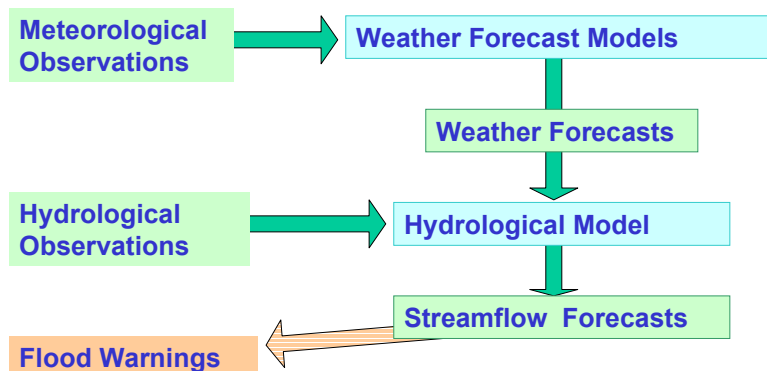 Meteorological
Observations
Weather Forecast Models
Weather Forecasts
Hydrological
Observations
Hydrological Model
Streamflow  Forecasts
Flood Warnings